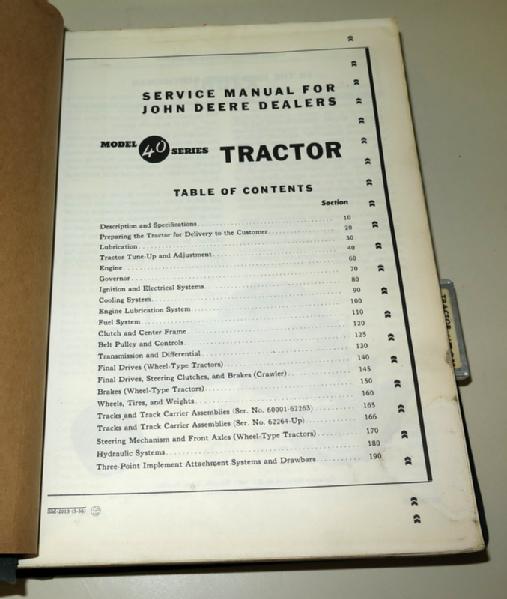 SERVICE MANUAL FOR
JOHN DEERE DEALERS
MODEL 40 SERIES TRACTOR
TABLE OF CONTENTS
Section
Description and Specifications 10
Preparing the Tractor for Delivery to the Customer 20
Lubrication 30
Tractor Tune-Up and Adjustment 40
Engine 60
Governor 70
Ignition and Electrical Systems 80
Cooling System 90
Engine Lubrication System 100
Fuel System 110
Clutch and Center Frame 120
Belt Pulley and Controls 125
Transmission and Differential 130
Final Drives (Wheel-Type Tractors) 140
Final Drives, Steering Clutches, and Brakes (Crawler) 145
Brakes (Wheel-Type Tractors) 150
Wheels, Tires, and Weights 160
Tracks and Track Carrier Assemblies (Ser. No. 60001-62263) 165
Tracks and Track Carrier Assemblies (Ser. No. 62264-Up) 166
Steering Mechanism and Front Axles (Wheel-Type Tractors) 170
Hydraulic Systems 180
Three-Point Implement Attachment Systems and Drawbars 190